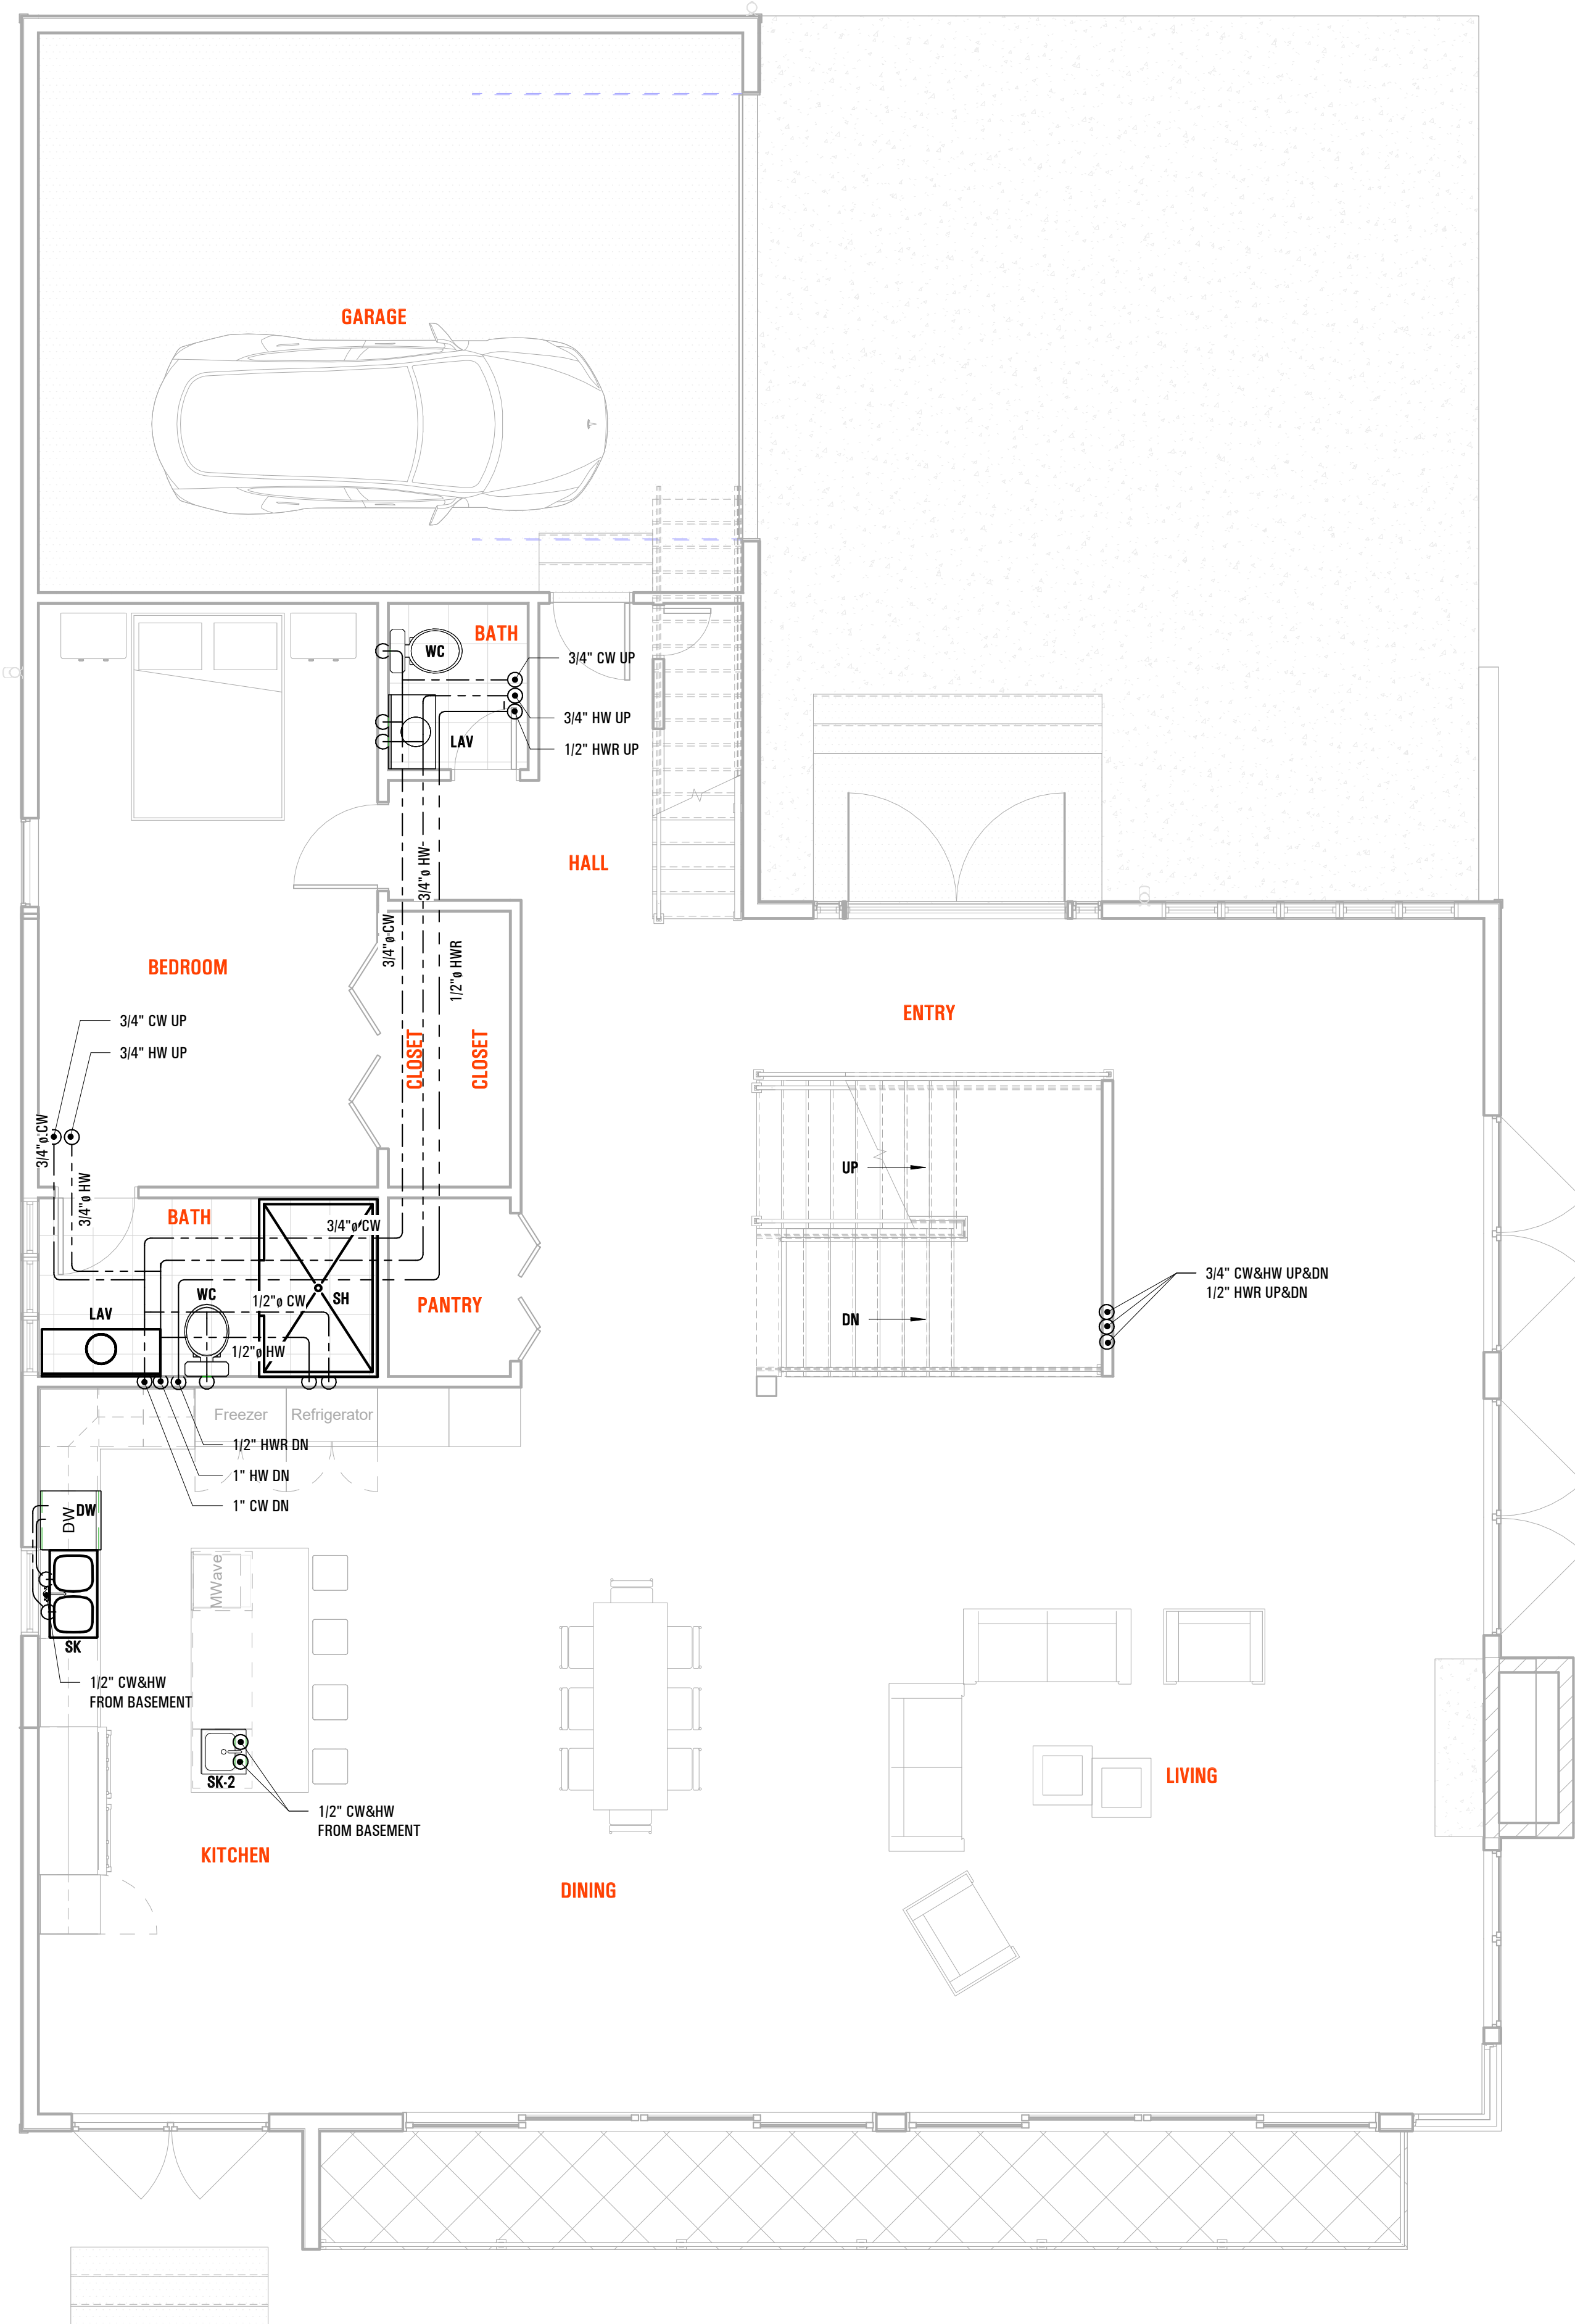 GARAGE
BATH
WC
3/4" CW UP
3/4" HW UP
LAV
1/2" HWR UP
HALL
3/4"ø HW
3/4"ø CW
1/2"ø HWR
BEDROOM
ENTRY
3/4" CW UP
3/4" HW UP
CLOSET
CLOSET
3/4"ø CW
3/4"ø HW
UP
BATH
3/4"ø CW
WC
1/2"ø CW
SH
PANTRY
LAV
1/2"ø HW
DN
3/4" CW&HW UP&DN
1/2" HWR UP&DN
Freezer
Refrigerator
1/2" HWR DN
1" HW DN
1" CW DN
DW
DW
MWave
SK
1/2" CW&HW
FROM BASEMENT
SK-2
1/2" CW&HW
FROM BASEMENT
LIVING
KITCHEN
DINING